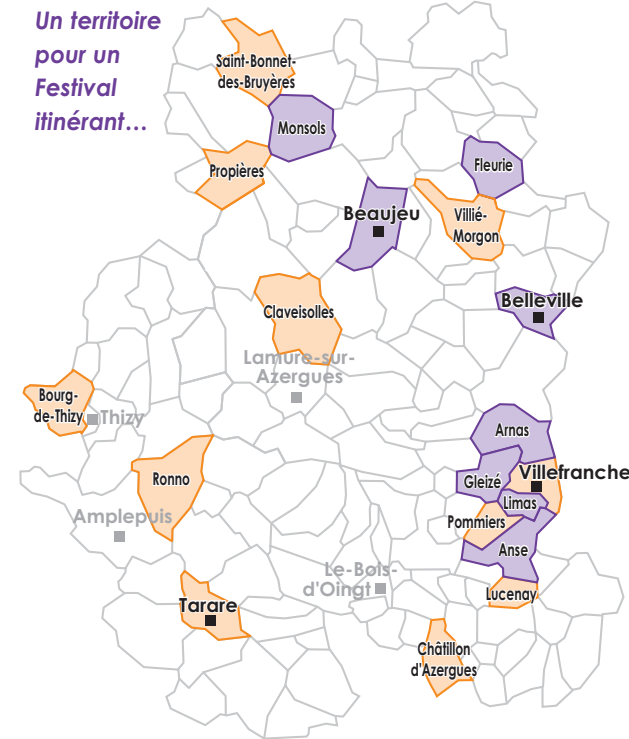 Un territoire
pour un
Festival
itinérant…
Saint-Bonnet-
des-Bruyères
Monsols
Fleurie
Propières
Beaujeu
Villié-
Morgon
Claveisolles
Belleville
Lamure-sur-
Azergues
Bourg-
de-Thizy
Thizy
Arnas
Ronno
Gleizé
Villefranche
Limas
Amplepuis
Pommiers
Anse
Le-Bois-
d'Oingt
Lucenay
Tarare
Châtillon
d'Azergues